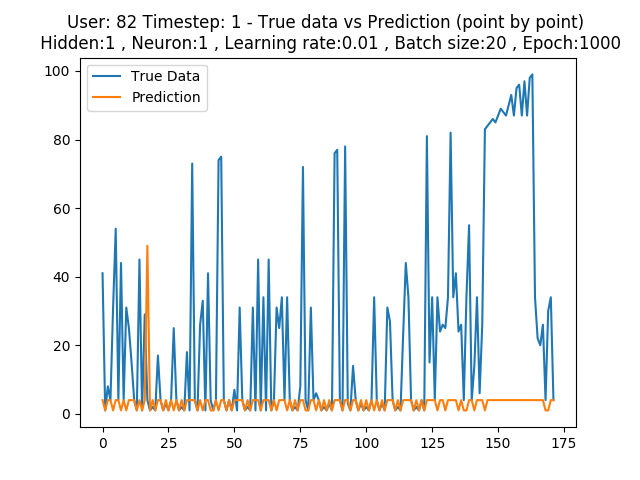 User: 82 Timestep: 1 - True data vs Prediction (point by point)
Hidden:1 , Neuron:1 , Learning rate:0.01 , Batch size:20 , Epoch:1000
True Data
Prediction
100
80
60
40
20
0
0 25 50 75 100 125 150 175